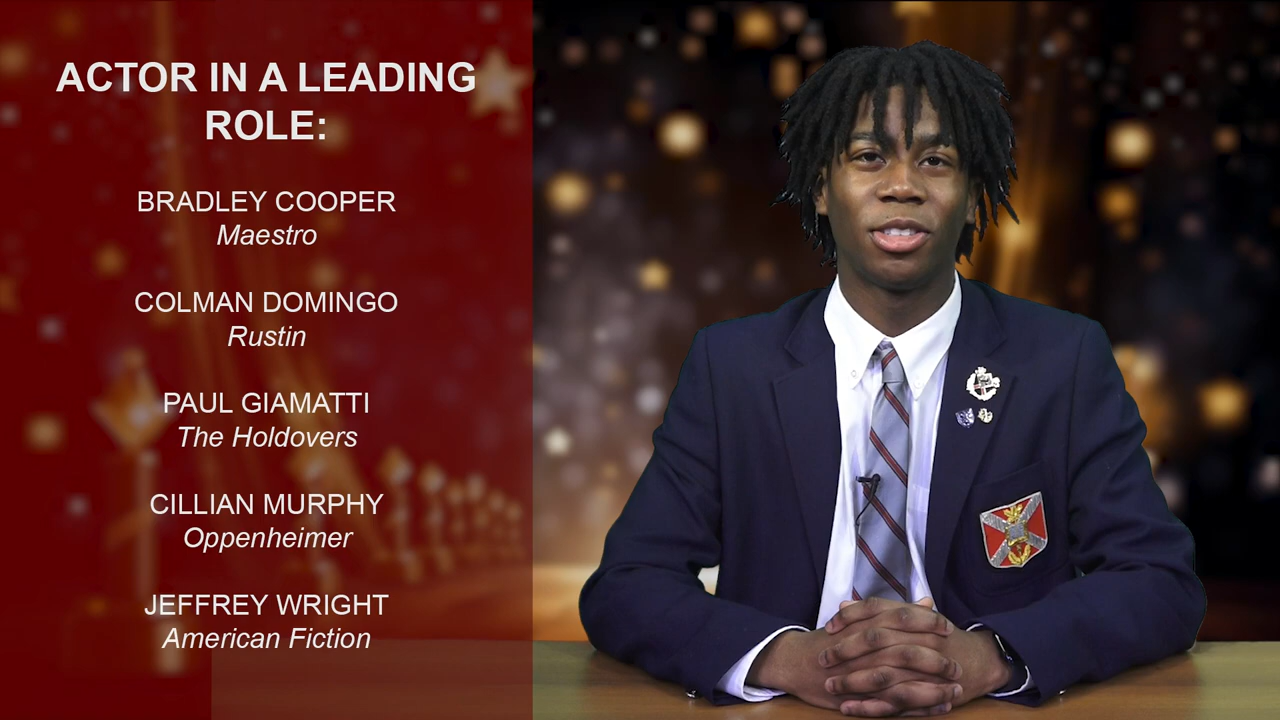 ACTOR IN A LEADING
ROLE:
BRADLEY COOPER
Maestro
COLMAN DOMINGO
Rustin
PAUL GIAMATTI
The Holdovers
CILLIAN MURPHY
Oppenheimer
JEFFREY WRIGHT
American Fiction